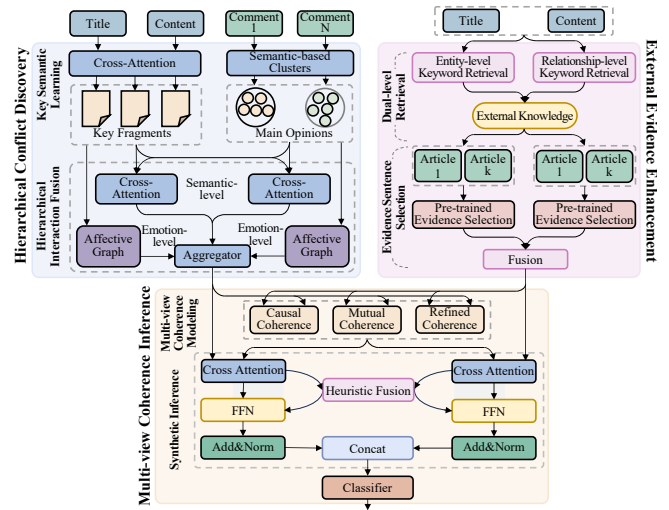 Title
Content
Comment
1
Comment
N
Cross-Attention
Semantic-based
Clusters
Key Fragments
Main Opinions
Key Semantic
Learning
Hierarchical Conflict Discovery
Cross-
Attention
Semantic-
level
Cross-
Attention
Hierarchical
Interaction Fusion
Affective
Graph
Emotion-
level
Aggregator
Emotion-
level
Affective
Graph
Title
Content
Entity-level
Keyword Retrieval
Relationship-level
Keyword Retrieval
Dual-level
Retrieval
External Knowledge
Article
1
Article
k
Article
1
Article
k
Evidence Sentence
Selection
Pre-trained
Evidence Selection
Pre-trained
Evidence Selection
Fusion
External Evidence Enhancement
Multi-view Coherence Inference
Multi-view
Coherence
Modeling
Causal
Coherence
Mutual
Coherence
Refined
Coherence
Synthetic Inference
Cross Attention
Cross Attention
Heuristic Fusion
FFN
FFN
Add&Norm
Concat
Add&Norm
Classifier